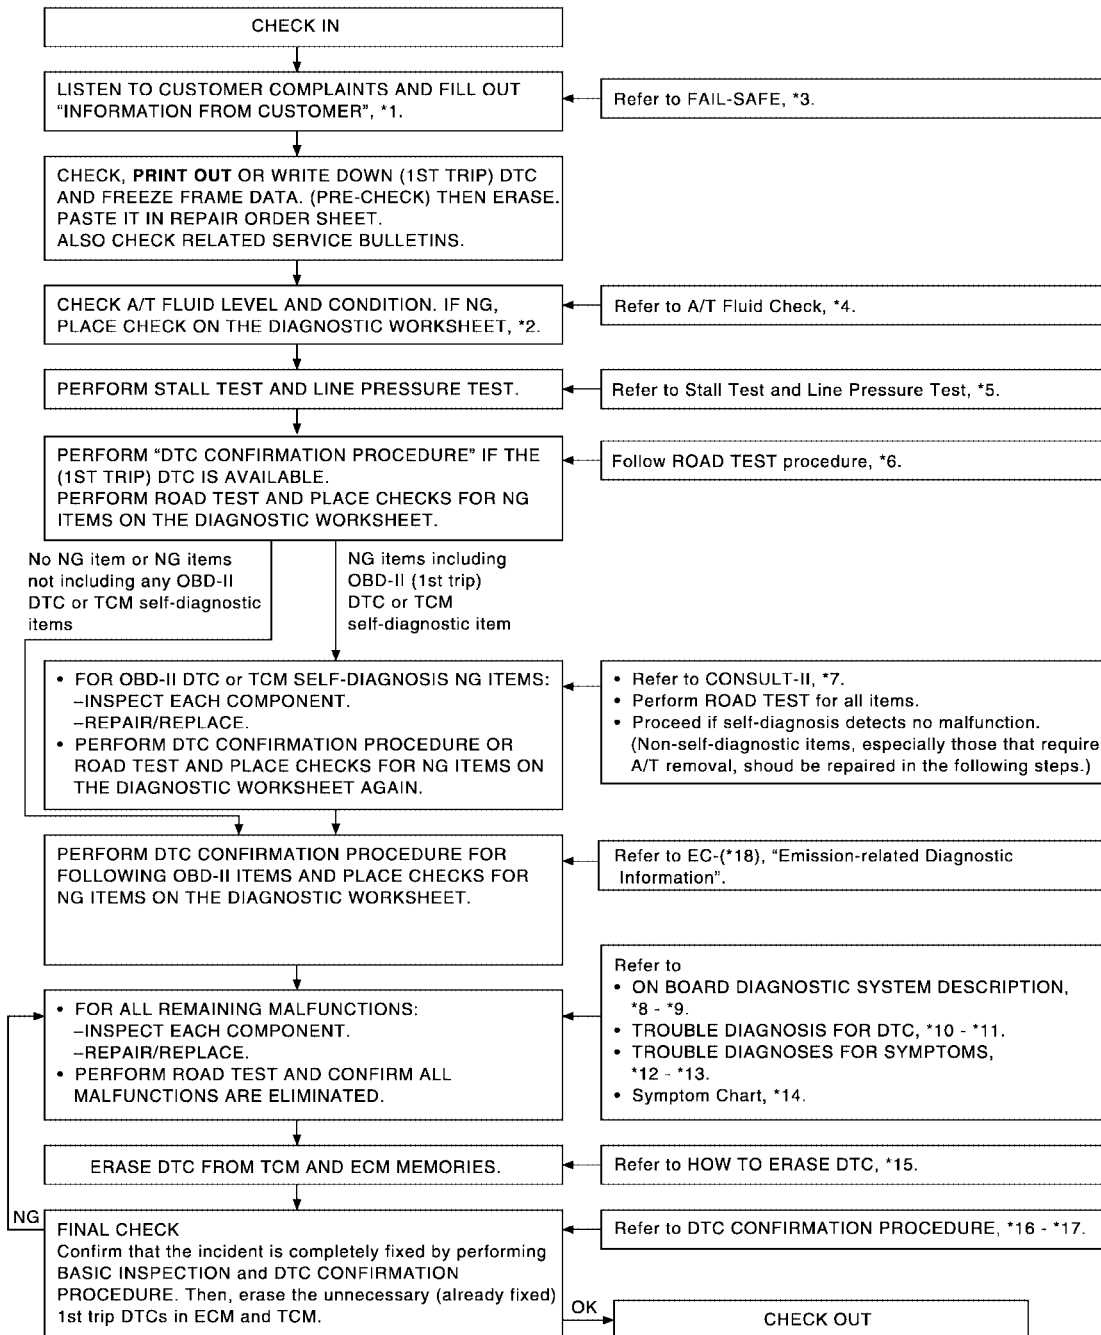 CHECK IN
LISTEN TO CUSTOMER COMPLAINTS AND FILL OUT
“INFORMATION FROM CUSTOMER”, *1.
Refer to FAIL-SAFE, *3.
CHECK, PRINT OUT OR WRITE DOWN (1ST TRIP) DTC
AND FREEZE FRAME DATA. (PRE-CHECK) THEN ERASE.
PASTE IT IN REPAIR ORDER SHEET.
ALSO CHECK RELATED SERVICE BULLETINS.
CHECK A/T FLUID LEVEL AND CONDITION. IF NG,
PLACE CHECK ON THE DIAGNOSTIC WORKSHEET, *2.
Refer to A/T Fluid Check, *4.
PERFORM STALL TEST AND LINE PRESSURE TEST.
Refer to Stall Test and Line Pressure Test, *5.
PERFORM “DTC CONFIRMATION PROCEDURE” IF THE
(1ST TRIP) DTC IS AVAILABLE.
PERFORM ROAD TEST AND PLACE CHECKS FOR NG
ITEMS ON THE DIAGNOSTIC WORKSHEET.
Follow ROAD TEST procedure, *6.
No NG item or NG items
not including any OBD-II
DTC or TCM self-diagnostic
items
NG items including
OBD-II (1st trip)
DTC or TCM
self-diagnostic item
• FOR OBD-II DTC or TCM SELF-DIAGNOSIS NG ITEMS:
–INSPECT EACH COMPONENT.
–REPAIR/REPLACE.
• PERFORM DTC CONFIRMATION PROCEDURE OR
ROAD TEST AND PLACE CHECKS FOR NG ITEMS ON
THE DIAGNOSTIC WORKSHEET AGAIN.
• Refer to CONSULT-II, *7.
• Perform ROAD TEST for all items.
• Proceed if self-diagnosis detects no malfunction.
(Non-self-diagnostic items, especially those that require
A/T removal, shoud be repaired in the following steps.)
PERFORM DTC CONFIRMATION PROCEDURE FOR
FOLLOWING OBD-II ITEMS AND PLACE CHECKS FOR
NG ITEMS ON THE DIAGNOSTIC WORKSHEET.
Refer to EC-(*18), “Emission-related Diagnostic
Information”.
• FOR ALL REMAINING MALFUNCTIONS:
–INSPECT EACH COMPONENT.
–REPAIR/REPLACE.
• PERFORM ROAD TEST AND CONFIRM ALL
MALFUNCTIONS ARE ELIMINATED.
Refer to
• ON BOARD DIAGNOSTIC SYSTEM DESCRIPTION,
*8 - *9.
• TROUBLE DIAGNOSIS FOR DTC, *10 - *11.
• TROUBLE DIAGNOSES FOR SYMPTOMS,
*12 - *13.
• Symptom Chart, *14.
ERASE DTC FROM TCM AND ECM MEMORIES.
Refer to HOW TO ERASE DTC, *15.
NG
FINAL CHECK
Confirm that the incident is completely fixed by performing
BASIC INSPECTION and DTC CONFIRMATION
PROCEDURE. Then, erase the unnecessary (already fixed)
1st trip DTCs in ECM and TCM.
Refer to DTC CONFIRMATION PROCEDURE, *16 - *17.
OK
CHECK OUT